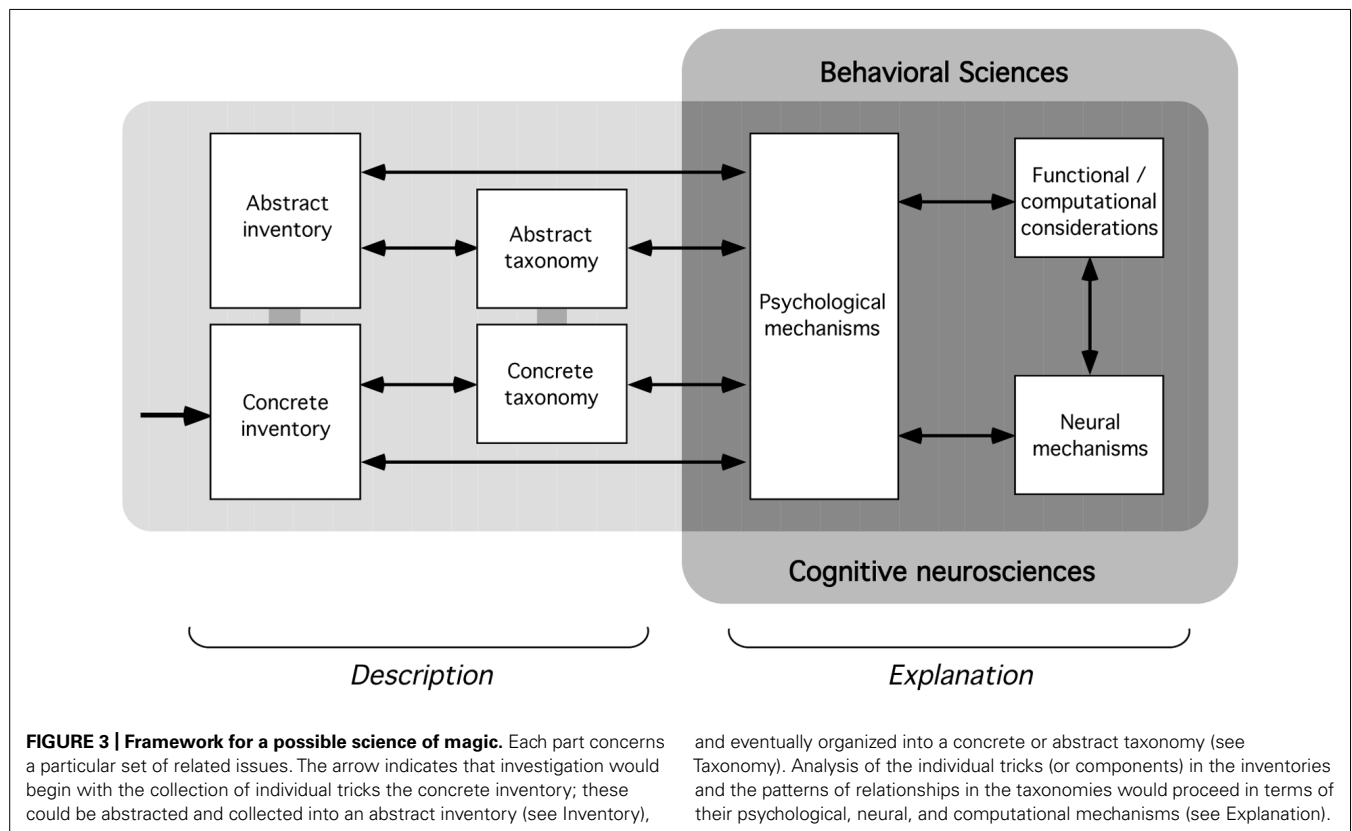 Behavioral Sciences
Abstract
inventory
Abstract
taxonomy
Concrete
inventory
Concrete
taxonomy
Psychological
mechanisms
Functional /
computational
considerations
Neural
mechanisms
Cognitive neurosciences
Description
Explanation
FIGURE 3 | Framework for a possible science of magic. Each part concerns
a particular set of related issues. The arrow indicates that investigation would
begin with the collection of individual tricks the concrete inventory; these
could be abstracted and collected into an abstract inventory (see Inventory),
and eventually organized into a concrete or abstract taxonomy (see
Taxonomy). Analysis of the individual tricks (or components) in the inventories
and the patterns of relationships in the taxonomies would proceed in terms of
their psychological, neural, and computational mechanisms (see Explanation).